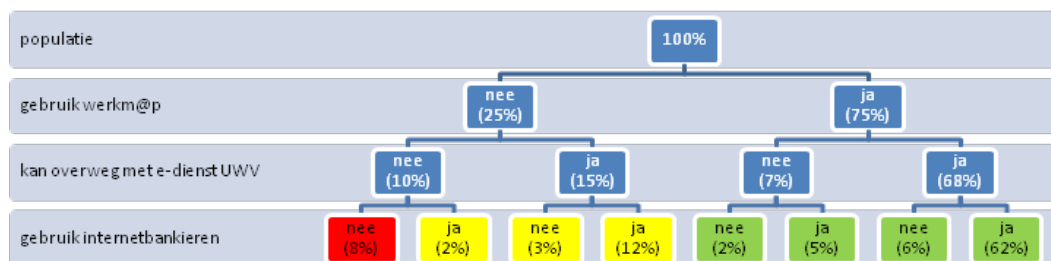 populatie
100%
gebruik werkm@p
nee
(25%)
ja
(75%)
kan overweg met e-dienst UWV
nee
(10%)
ja
(15%)
nee
(7%)
ja
(68%)
gebruik internetbankieren
nee
(8%)
ja
(2%)
nee
(3%)
ja
(12%)
nee
(2%)
ja
(5%)
nee
(6%)
ja
(62%)